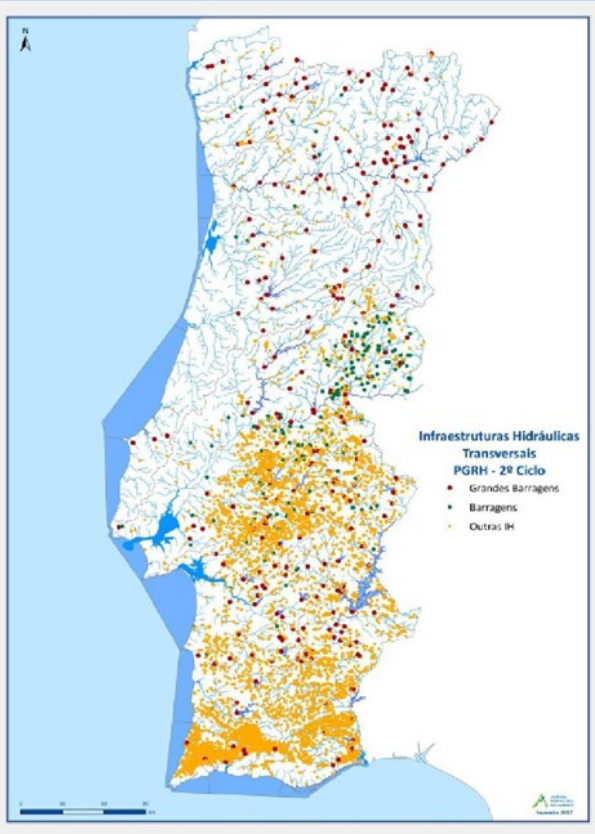 N
Infraestruturas Hidráulicas
Transversais
PGRH - 2º Ciclo
Grandes Barragens
Barragens
Outras IH